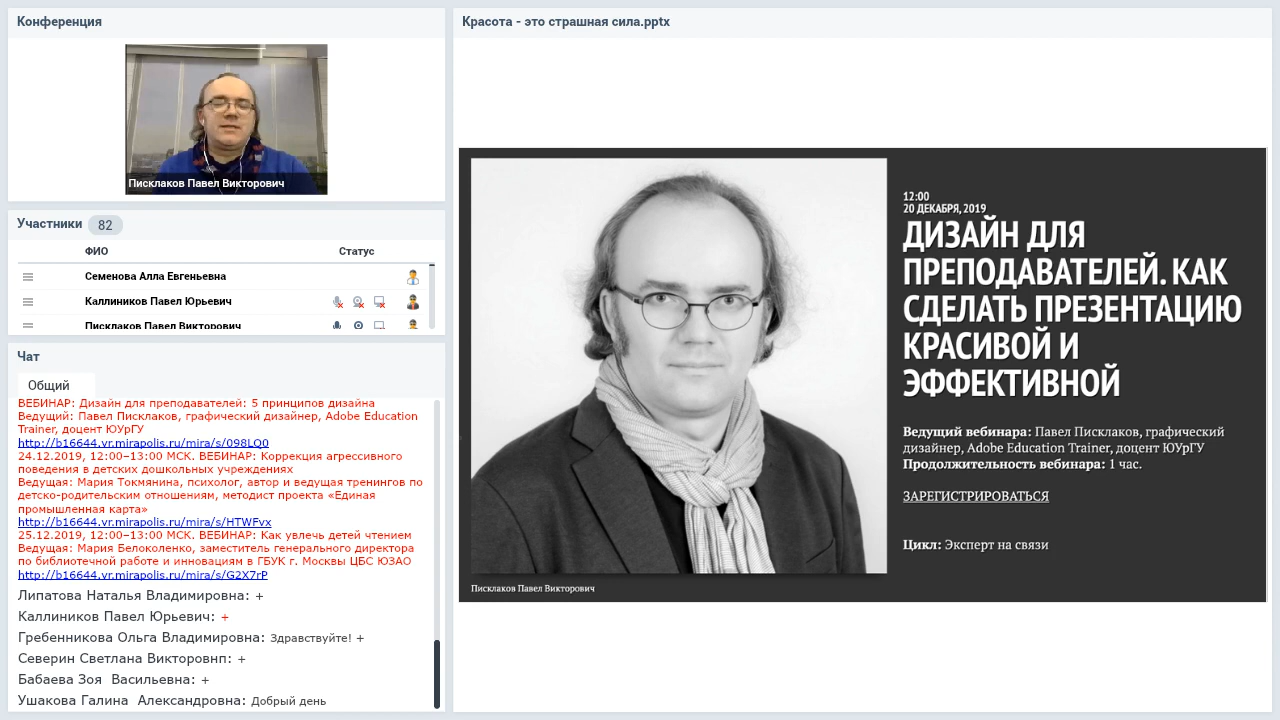 Конференция
Писклаков Павел Викторович
Участники 82
ФИО Статус
Семенова Алла Евгеньевна
Каллиников Павел Юрьевич
Писклаков Павел Викторович
Чат
Общий
ВЕБИНАР: Дизайн для преподавателей: 5 принципов дизайна
Ведущий: Павел Писклаков, графический дизайнер, Adobe Education
Trainer, доцент ЮУрГУ
http://b16644.vr.mirapolis.ru/mira/s/098LQ0
24.12.2019, 12:00–13:00 МСК. ВЕБИНАР: Коррекция агрессивного
поведения в детских дошкольных учреждениях
Ведущая: Мария Токмянина, психолог, автор и ведущая тренингов по
детско-родительским отношениям, методист проекта «Единая
промышленная карта»
http://b16644.vr.mirapolis.ru/mira/s/HTWFvx
25.12.2019, 12:00–13:00 МСК. ВЕБИНАР: Как увлечь детей чтением
Ведущая: Мария Белоколенко, заместитель генерального директора
по библиотечной работе и инновациям в ГБУК г. Москвы ЦБС ЮЗАО
http://b16644.vr.mirapolis.ru/mira/s/G2X7rP
Липатова Наталья Владимировна: +
Каллиников Павел Юрьевич: +
Гребенникова Ольга Владимировна: Здравствуйте! +
Северин Светлана Викторовнп: +
Бабаева Зоя Васильевна: +
Ушакова Галина Александровна: Добрый день
Красота - это страшная сила.pptx
12:00
20 ДЕКАБРЯ, 2019
ДИЗАЙН ДЛЯ
ПРЕПОДАВАТЕЛЕЙ. КАК
СДЕЛАТЬ ПРЕЗЕНТАЦИЮ
КРАСИВОЙ И
ЭФФЕКТИВНОЙ
Ведущий вебинара: Павел Писклаков, графический
дизайнер, Adobe Education Trainer, доцент ЮУрГУ
Продолжительность вебинара: 1 час.
ЗАРЕГИСТРИРОВАТЬСЯ
Цикл: Эксперт на связи
Писклаков Павел Викторович